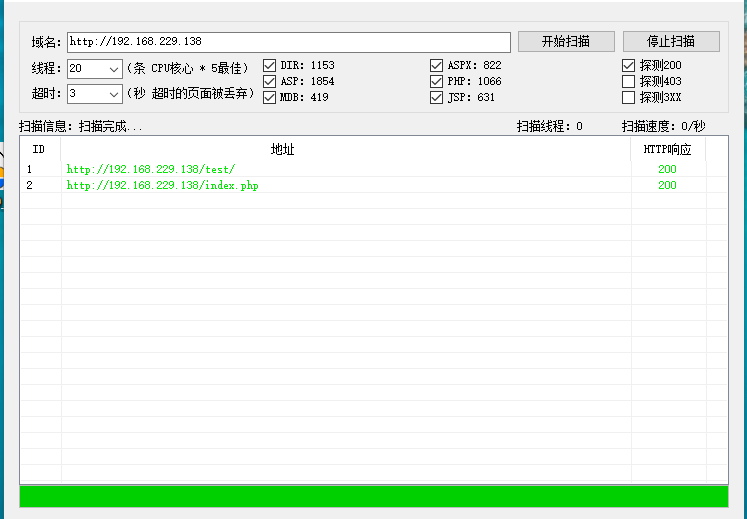 域名: http://192.168.229.138 开始扫描 停止扫描
线程: 20 (条 CPU核心 * 5最佳) DIR: 1153 ASPX: 822 探测200
ASP: 1854 PHP: 1066 探测403
超时: 3 (秒 超时的页面被丢弃) MDB: 419 JSP: 631 探测3XX
扫描信息: 扫描完成... 扫描线程: 0 扫描速度: 0/秒
ID 地址 HTTP响应
1 http://192.168.229.138/test/ 200
2 http://192.168.229.138/index.php 200